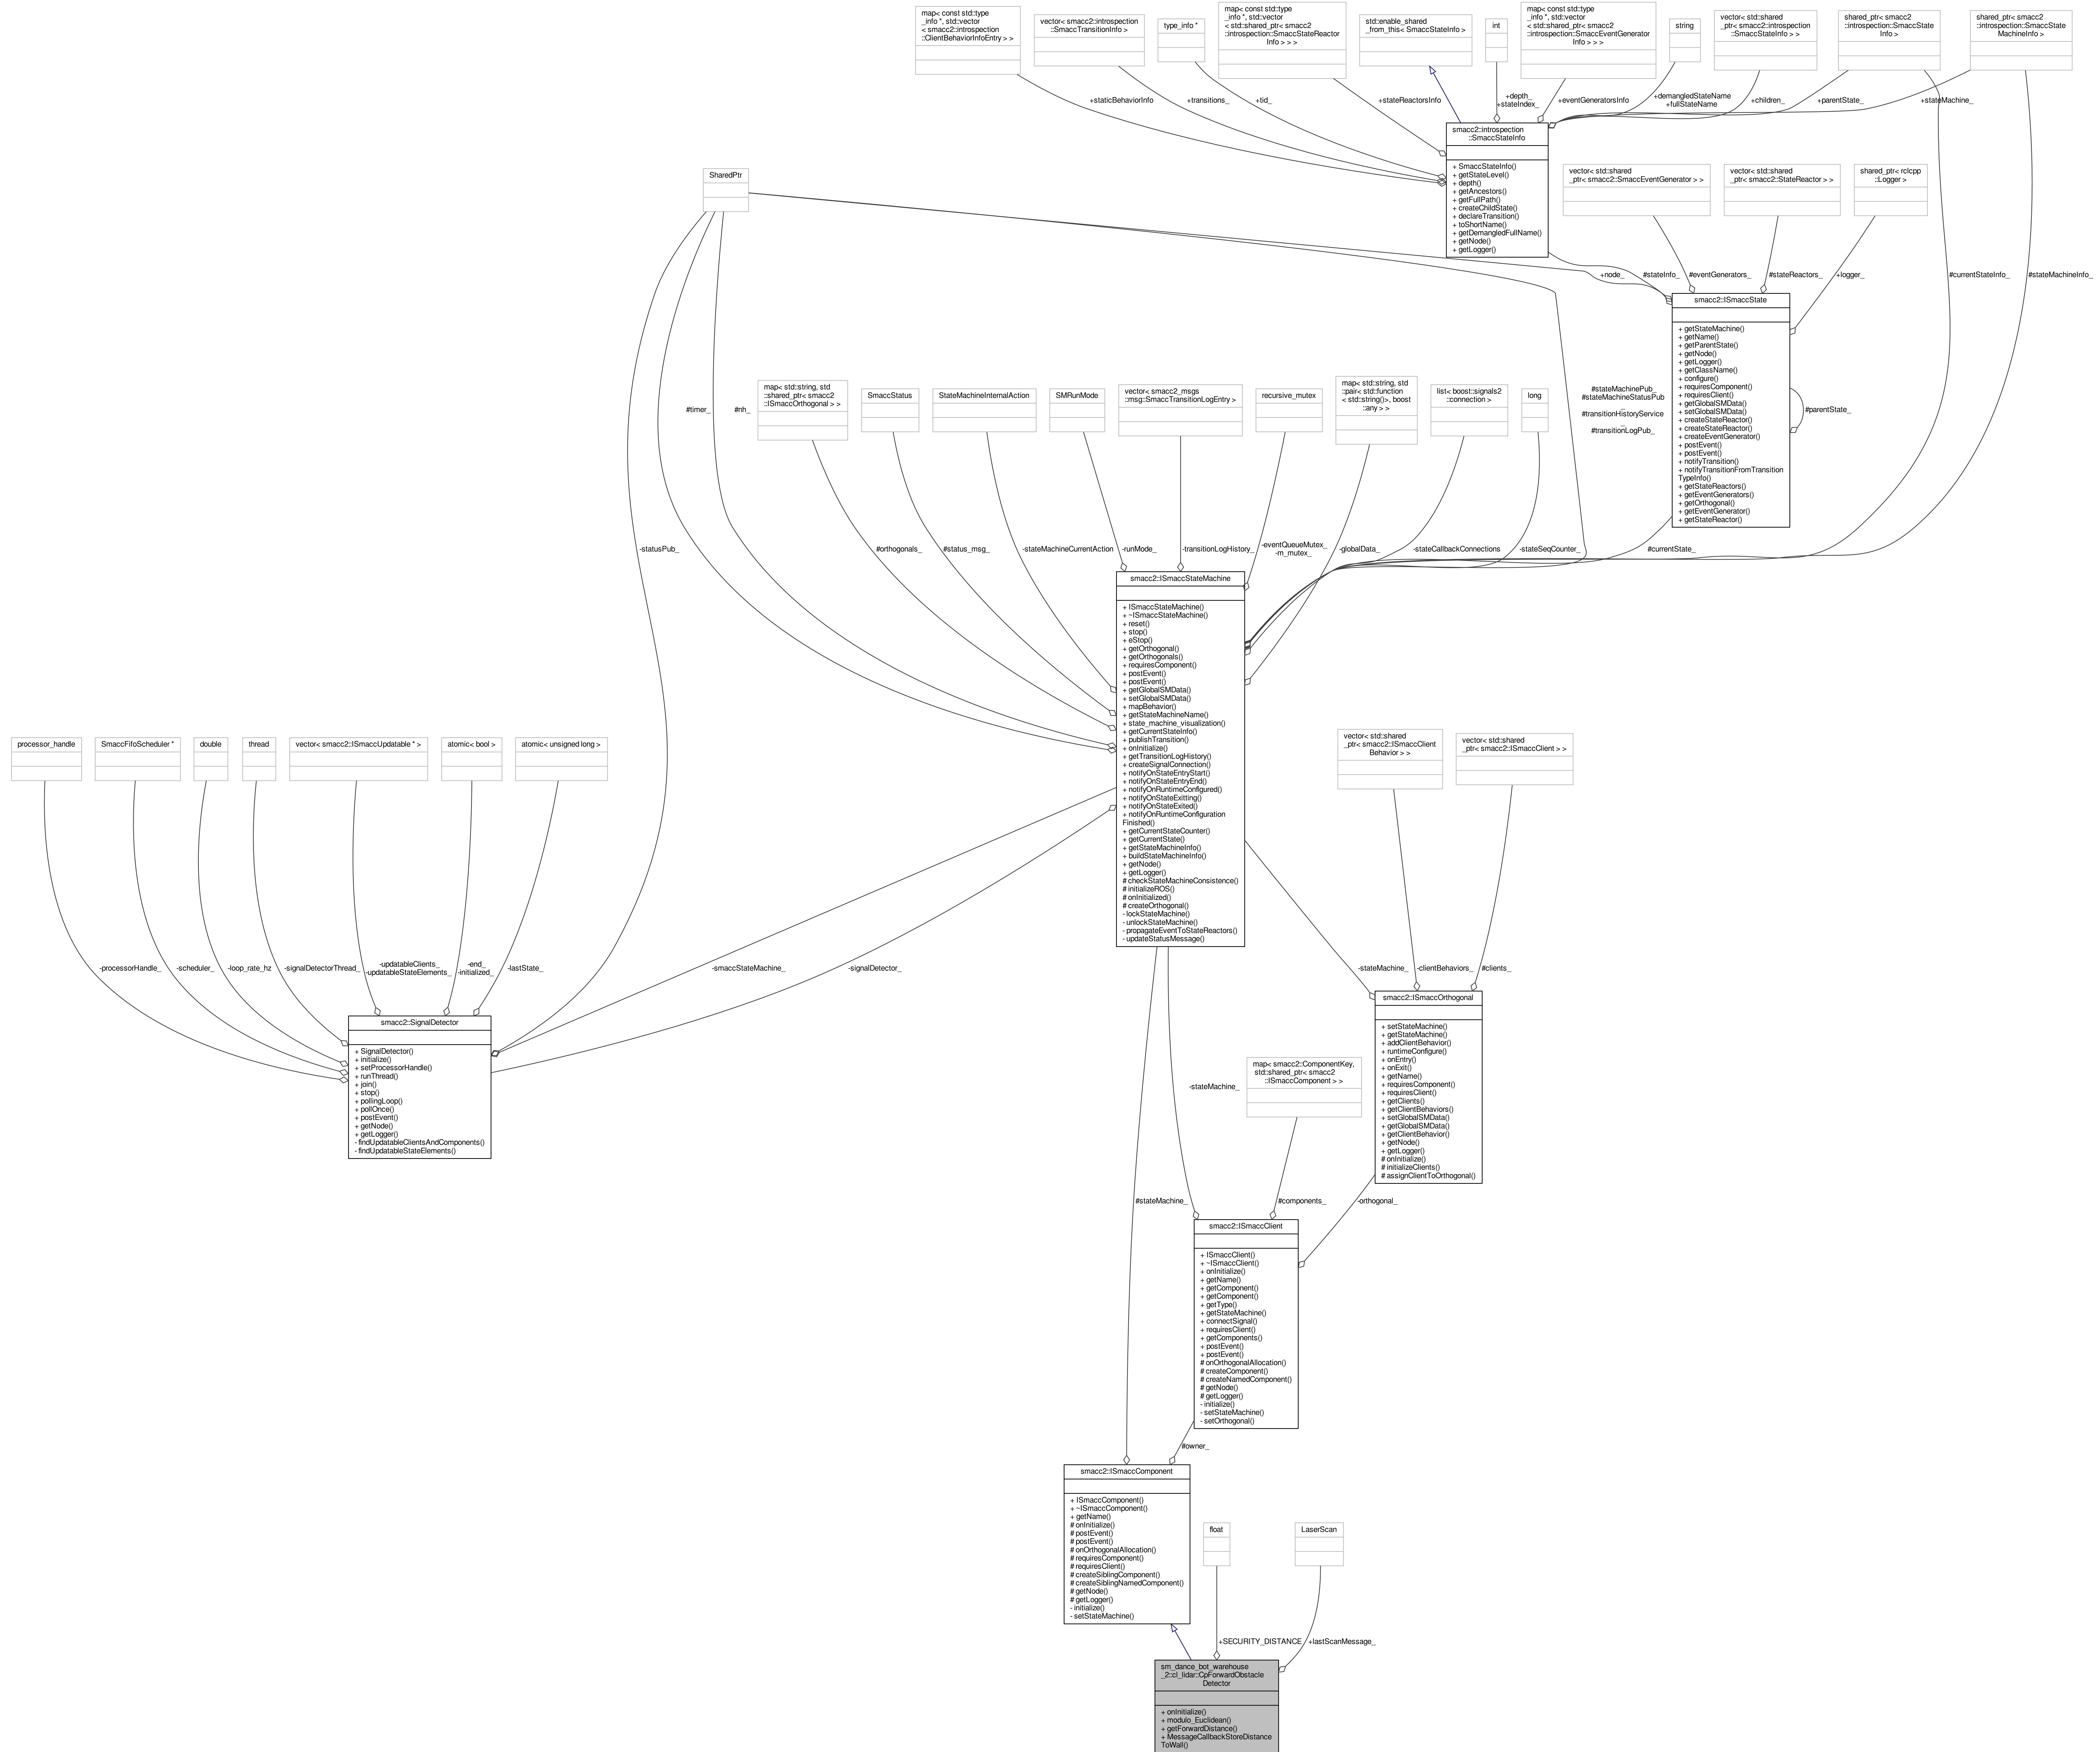 map< const std::type
_info *, std::vector
< smacc2::introspection
::ClientBehaviorInfoEntry > >
vector< smacc2::introspection
::SmaccTransitionInfo >
type_info *
map< const std::type
_info *, std::vector
< std::shared_ptr< smacc2
::introspection::SmaccStateReactor
Info > > >
std::enable_shared
_from_this< SmaccStateInfo >
int
map< const std::type
_info *, std::vector
< std::shared_ptr< smacc2
::introspection::SmaccEventGenerator
Info > > >
string
vector< std::shared
_ptr< smacc2::introspection
::SmaccStateInfo > >
shared_ptr< smacc2
::introspection::SmaccState
Info >
shared_ptr< smacc2
::introspection::SmaccState
MachineInfo >
+staticBehaviorInfo
+transitions_
+tid_
+stateReactorsInfo
+depth_
+stateIndex_
+eventGeneratorsInfo
+demangledStateName
+fullStateName
+children_
+parentState_
+stateMachine_
smacc2::introspection
::SmaccStateInfo
+ SmaccStateInfo()
+ getStateLevel()
+ depth()
+ getAncestors()
+ getFullPath()
+ createChildState()
+ declareTransition()
+ toShortName()
+ getDemangledFullName()
+ getNode()
+ getLogger()
SharedPtr
vector< std::shared
_ptr< smacc2::SmaccEventGenerator > >
vector< std::shared
_ptr< smacc2::StateReactor > >
shared_ptr< rclcpp
::Logger >
+node_
#stateInfo_
#eventGenerators_
#stateReactors_
+logger_
#currentStateInfo_
#stateMachineInfo_
smacc2::ISmaccState
+ getStateMachine()
+ getName()
+ getParentState()
+ getNode()
+ getLogger()
+ getClassName()
+ configure()
+ requiresComponent()
+ requiresClient()
+ getGlobalSMData()
+ setGlobalSMData()
+ createStateReactor()
+ createStateReactor()
+ createEventGenerator()
+ postEvent()
+ postEvent()
+ notifyTransition()
+ notifyTransitionFromTransition
TypeInfo()
+ getStateReactors()
+ getEventGenerators()
+ getOrthogonal()
+ getEventGenerator()
+ getStateReactor()
#parentState_
#timer_
#nh_
map< std::string, std
::shared_ptr< smacc2
::ISmaccOrthogonal > >
SmaccStatus
StateMachineInternalAction
SMRunMode
vector< smacc2_msgs
::msg::SmaccTransitionLogEntry >
recursive_mutex
map< std::string, std
::pair< std::function
< std::string()>, boost
::any > >
list< boost::signals2
::connection >
long
#stateMachinePub_
#stateMachineStatusPub
_
#transitionHistoryService
_
#transitionLogPub_
-statusPub_
#orthogonals_
#status_msg_
-stateMachineCurrentAction
-runMode_
-transitionLogHistory_
-eventQueueMutex_
-m_mutex_
-globalData_
-stateCallbackConnections
-stateSeqCounter_
#currentState_
smacc2::ISmaccStateMachine
+ ISmaccStateMachine()
+ ~ISmaccStateMachine()
+ reset()
+ stop()
+ eStop()
+ getOrthogonal()
+ getOrthogonals()
+ requiresComponent()
+ postEvent()
+ postEvent()
+ getGlobalSMData()
+ setGlobalSMData()
+ mapBehavior()
+ getStateMachineName()
+ state_machine_visualization()
+ getCurrentStateInfo()
+ publishTransition()
+ onInitialize()
+ getTransitionLogHistory()
+ createSignalConnection()
+ notifyOnStateEntryStart()
+ notifyOnStateEntryEnd()
+ notifyOnRuntimeConfigured()
+ notifyOnStateExitting()
+ notifyOnStateExited()
+ notifyOnRuntimeConfiguration
Finished()
+ getCurrentStateCounter()
+ getCurrentState()
+ getStateMachineInfo()
+ buildStateMachineInfo()
+ getNode()
+ getLogger()
# checkStateMachineConsistence()
# initializeROS()
# onInitialized()
# createOrthogonal()
- lockStateMachine()
- unlockStateMachine()
- propagateEventToStateReactors()
- updateStatusMessage()
processor_handle
SmaccFifoScheduler *
double
thread
vector< smacc2::ISmaccUpdatable * >
atomic< bool >
atomic< unsigned long >
vector< std::shared
_ptr< smacc2::ISmaccClient
Behavior > >
vector< std::shared
_ptr< smacc2::ISmaccClient > >
-processorHandle_
-scheduler_
-loop_rate_hz
-signalDetectorThread_
-updatableClients_
-updatableStateElements_
-end_
-initialized_
-lastState_
-smaccStateMachine_
-signalDetector_
-stateMachine_
-clientBehaviors_
#clients_
smacc2::SignalDetector
+ SignalDetector()
+ initialize()
+ setProcessorHandle()
+ runThread()
+ join()
+ stop()
+ pollingLoop()
+ pollOnce()
+ postEvent()
+ getNode()
+ getLogger()
- findUpdatableClientsAndComponents()
- findUpdatableStateElements()
smacc2::ISmaccOrthogonal
+ setStateMachine()
+ getStateMachine()
+ addClientBehavior()
+ runtimeConfigure()
+ onEntry()
+ onExit()
+ getName()
+ requiresComponent()
+ requiresClient()
+ getClients()
+ getClientBehaviors()
+ setGlobalSMData()
+ getGlobalSMData()
+ getClientBehavior()
+ getNode()
+ getLogger()
# onInitialize()
# initializeClients()
# assignClientToOrthogonal()
map< smacc2::ComponentKey,
std::shared_ptr< smacc2
::ISmaccComponent > >
-stateMachine_
#stateMachine_
#components_
-orthogonal_
smacc2::ISmaccClient
+ ISmaccClient()
+ ~ISmaccClient()
+ onInitialize()
+ getName()
+ getComponent()
+ getComponent()
+ getType()
+ getStateMachine()
+ connectSignal()
+ requiresClient()
+ getComponents()
+ postEvent()
+ postEvent()
# onOrthogonalAllocation()
# createComponent()
# createNamedComponent()
# getNode()
# getLogger()
- initialize()
- setStateMachine()
- setOrthogonal()
#owner_
smacc2::ISmaccComponent
+ ISmaccComponent()
+ ~ISmaccComponent()
+ getName()
# onInitialize()
# postEvent()
# postEvent()
# onOrthogonalAllocation()
# requiresComponent()
# requiresClient()
# createSiblingComponent()
# createSiblingNamedComponent()
# getNode()
# getLogger()
- initialize()
- setStateMachine()
float
LaserScan
+SECURITY_DISTANCE
+lastScanMessage_
sm_dance_bot_warehouse
_2::cl_lidar::CpForwardObstacle
Detector
+ onInitialize()
+ modulo_Euclidean()
+ getForwardDistance()
+ MessageCallbackStoreDistance
ToWall()